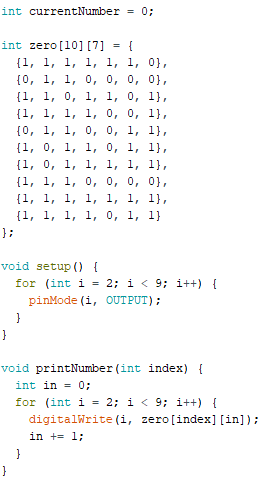 int currentNumber = 0;

int zero[10][7] = {
  {1, 1, 1, 1, 1, 1, 0},
  {0, 1, 1, 0, 0, 0, 0},
  {1, 1, 0, 1, 1, 0, 1},
  {1, 1, 1, 1, 0, 0, 1},
  {0, 1, 1, 0, 0, 1, 1},
  {1, 0, 1, 1, 0, 1, 1},
  {1, 0, 1, 1, 1, 1, 1},
  {1, 1, 1, 0, 0, 0, 0},
  {1, 1, 1, 1, 1, 1, 1},
  {1, 1, 1, 1, 0, 1, 1}
};

void setup() {
  for (int i = 2; i < 9; i++) {
    pinMode(i, OUTPUT);
  }
}

void printNumber(int index) {
  int in = 0;
  for (int i = 2; i < 9; i++) {
    digitalWrite(i, zero[index][in]);
    in += 1;
  }
}